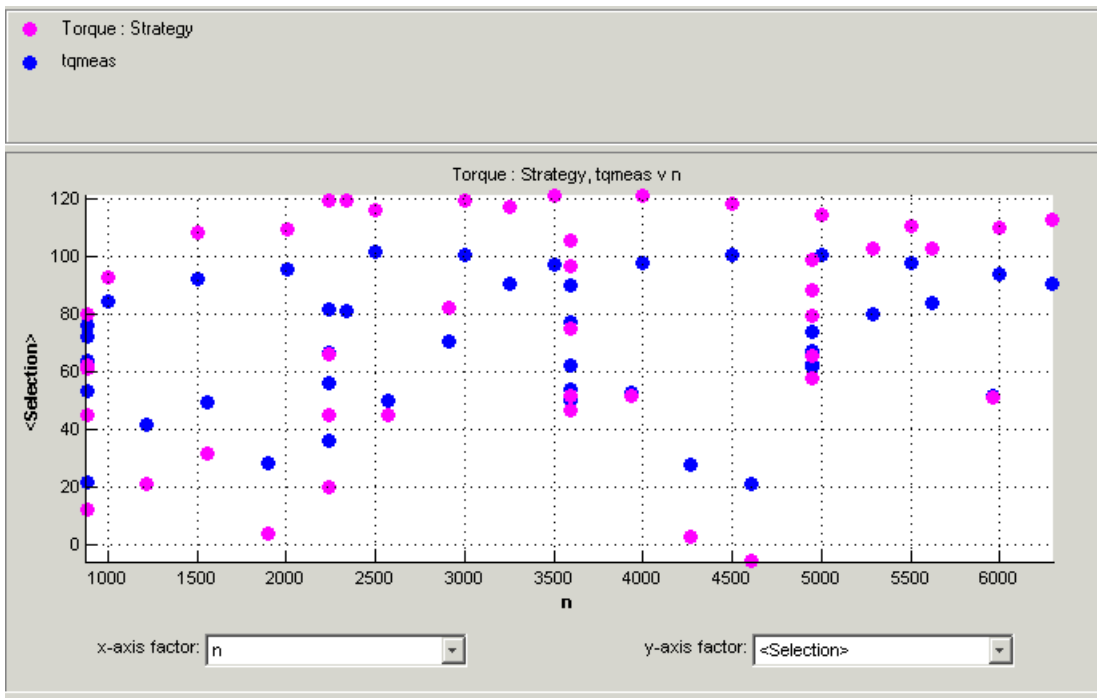 Torque : Strategy
tqmeas
Torque : Strategy, tqmeas v n
120
100
80
60
40
20
0
<Selection>
1000 1500 2000 2500 3000 3500 4000 4500 5000 5500 6000
n
x-axis factor: n y-axis factor: <Selection>